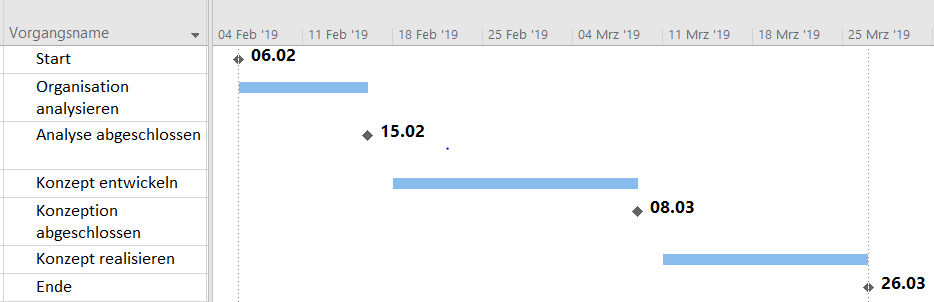 Vorgangsname 04 Feb '19 11 Feb '19 18 Feb '19 25 Feb '19 04 Mrz '19 11 Mrz '19 18 Mrz '19 25 Mrz '19
Start 06.02
Organisation
analysieren
Analyse abgeschlossen 15.02
Konzept entwickeln
Konzeption 08.03
abgeschlossen
Konzept realisieren
Ende 26.03